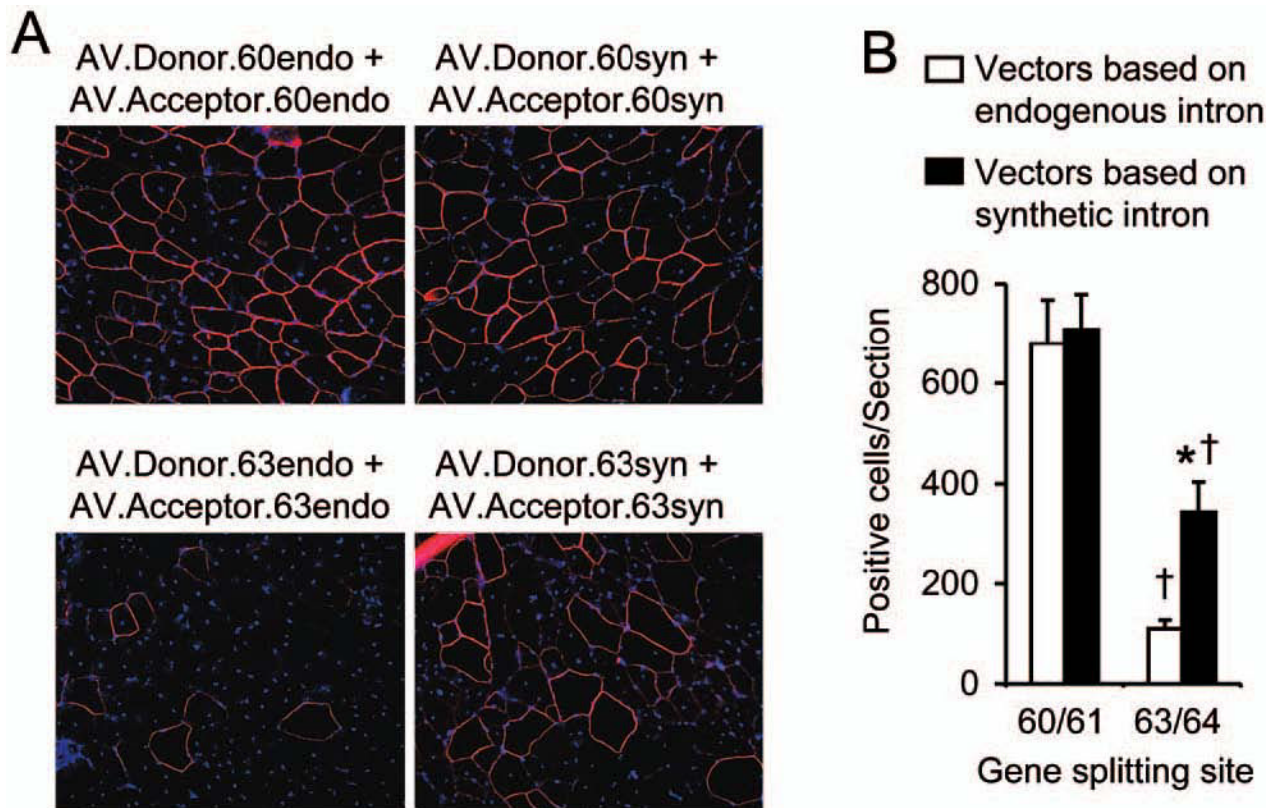 A
AV.Donor.60endo +
AV.Acceptor.60endo
AV.Donor.60syn +
AV.Acceptor.60syn
AV.Donor.63endo +
AV.Acceptor.63endo
AV.Donor.63syn +
AV.Acceptor.63syn
B
Vectors based on
endogenous intron
Vectors based on
synthetic intron
Positive cells/Section
800
600
400
200
0
†
*†
60/61
63/64
Gene splitting site